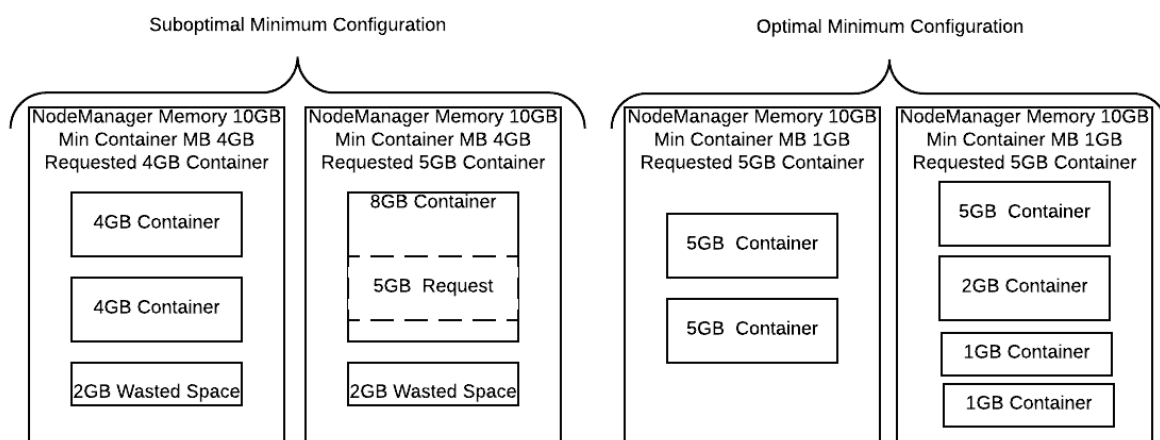 Suboptimal Minimum Configuration
Optimal Minimum Configuration
NodeManager Memory 10GB
Min Container MB 4GB
Requested 4GB Container
4GB Container
4GB Container
2GB Wasted Space
NodeManager Memory 10GB
Min Container MB 4GB
Requested 5GB Container
8GB Container
5GB Request
2GB Wasted Space
NodeManager Memory 10GB
Min Container MB 1GB
Requested 5GB Container
5GB Container
5GB Container
NodeManager Memory 10GB
Min Container MB 1GB
Requested 5GB Container
5GB Container
2GB Container
1GB Container
1GB Container